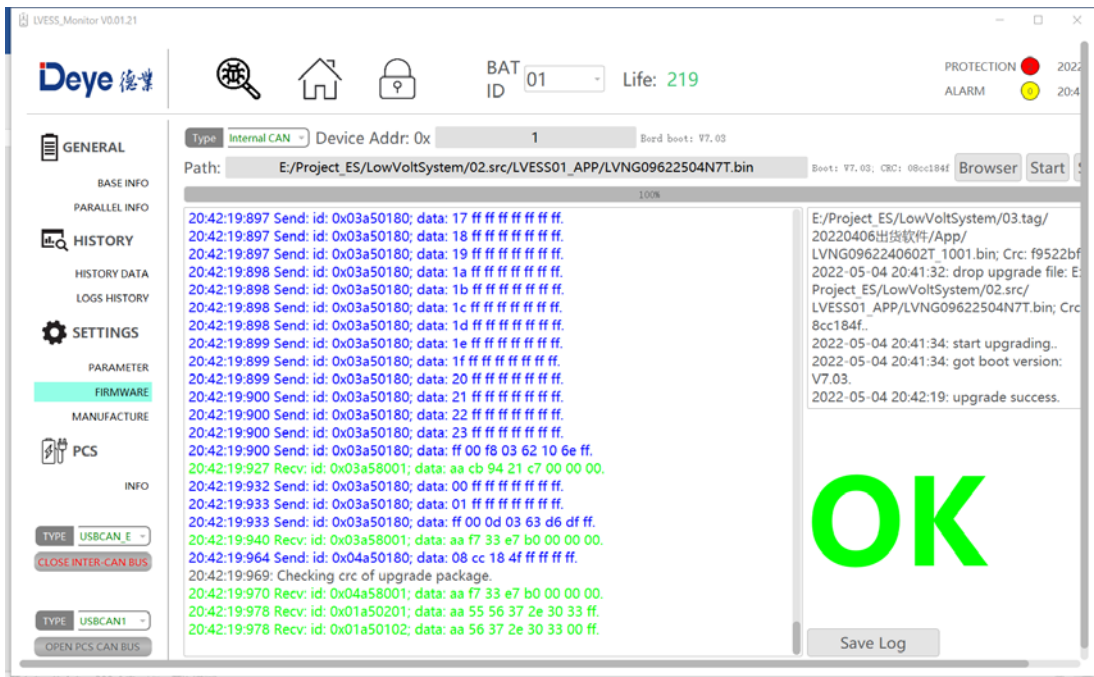 LVESS_Monitor V0.01.21
Deye 德業
BAT ID 01
Life: 219
PROTECTION
2022
ALARM 0
20:4
GENERAL
BASE INFO
PARALLEL INFO
HISTORY
HISTORY DATA
LOGS HISTORY
SETTINGS
PARAMETER
FIRMWARE
MANUFACTURE
PCS
INFO
TYPE USBCAN_E
CLOSE INTER-CAN BUS
TYPE USBCAN1
OPEN PCS CAN BUS
Type Internal CAN Device Addr: 0x 1 Bord boot: V7.03
Path: E:/Project_ES/LowVoltSystem/02.src/LVESS01_APP/LVNG09622504N7T.bin Boot: V7.03; CRC: 08cc184f Browser Start
100%
20:42:19:897 Send: id: 0x03a50180; data: 17 ff ff ff ff ff ff ff.
20:42:19:897 Send: id: 0x03a50180; data: 18 ff ff ff ff ff ff ff.
20:42:19:897 Send: id: 0x03a50180; data: 19 ff ff ff ff ff ff ff.
20:42:19:898 Send: id: 0x03a50180; data: 1a ff ff ff ff ff ff ff.
20:42:19:898 Send: id: 0x03a50180; data: 1b ff ff ff ff ff ff ff.
20:42:19:898 Send: id: 0x03a50180; data: 1c ff ff ff ff ff ff ff.
20:42:19:898 Send: id: 0x03a50180; data: 1d ff ff ff ff ff ff ff.
20:42:19:899 Send: id: 0x03a50180; data: 1e ff ff ff ff ff ff ff.
20:42:19:899 Send: id: 0x03a50180; data: 1f ff ff ff ff ff ff ff.
20:42:19:899 Send: id: 0x03a50180; data: 20 ff ff ff ff ff ff ff.
20:42:19:900 Send: id: 0x03a50180; data: 21 ff ff ff ff ff ff ff.
20:42:19:900 Send: id: 0x03a50180; data: 22 ff ff ff ff ff ff ff.
20:42:19:900 Send: id: 0x03a50180; data: 23 ff ff ff ff ff ff ff.
20:42:19:900 Send: id: 0x03a50180; data: ff 00 f8 03 62 10 6e ff.
20:42:19:927 Recv: id: 0x03a58001; data: aa cb 94 21 c7 00 00 00.
20:42:19:932 Send: id: 0x03a50180; data: 00 ff ff ff ff ff ff ff.
20:42:19:933 Send: id: 0x03a50180; data: 01 ff ff ff ff ff ff ff.
20:42:19:933 Send: id: 0x03a50180; data: ff 00 0d 03 63 d6 df ff.
20:42:19:940 Recv: id: 0x03a58001; data: aa f7 33 e7 b0 00 00 00.
20:42:19:964 Send: id: 0x04a50180; data: 08 cc 18 4f ff ff ff ff.
20:42:19:969: Checking crc of upgrade package.
20:42:19:970 Recv: id: 0x04a58001; data: aa f7 33 e7 b0 00 00 00.
20:42:19:978 Recv: id: 0x01a50201; data: aa 55 56 37 2e 30 33 ff.
20:42:19:978 Recv: id: 0x01a50102; data: aa 56 37 2e 30 33 00 ff.
E:/Project_ES/LowVoltSystem/03.tag/
20220406出货软件/App/
LVNG0962240602T_1001.bin; Crc: f9522bf
2022-05-04 20:41:32: drop upgrade file: E:
Project_ES/LowVoltSystem/02.src/
LVESS01_APP/LVNG09622504N7T.bin; Crc
8cc184f..
2022-05-04 20:41:34: start upgrading..
2022-05-04 20:41:34: got boot version:
V7.03.
2022-05-04 20:42:19: upgrade success.
OK
Save Log